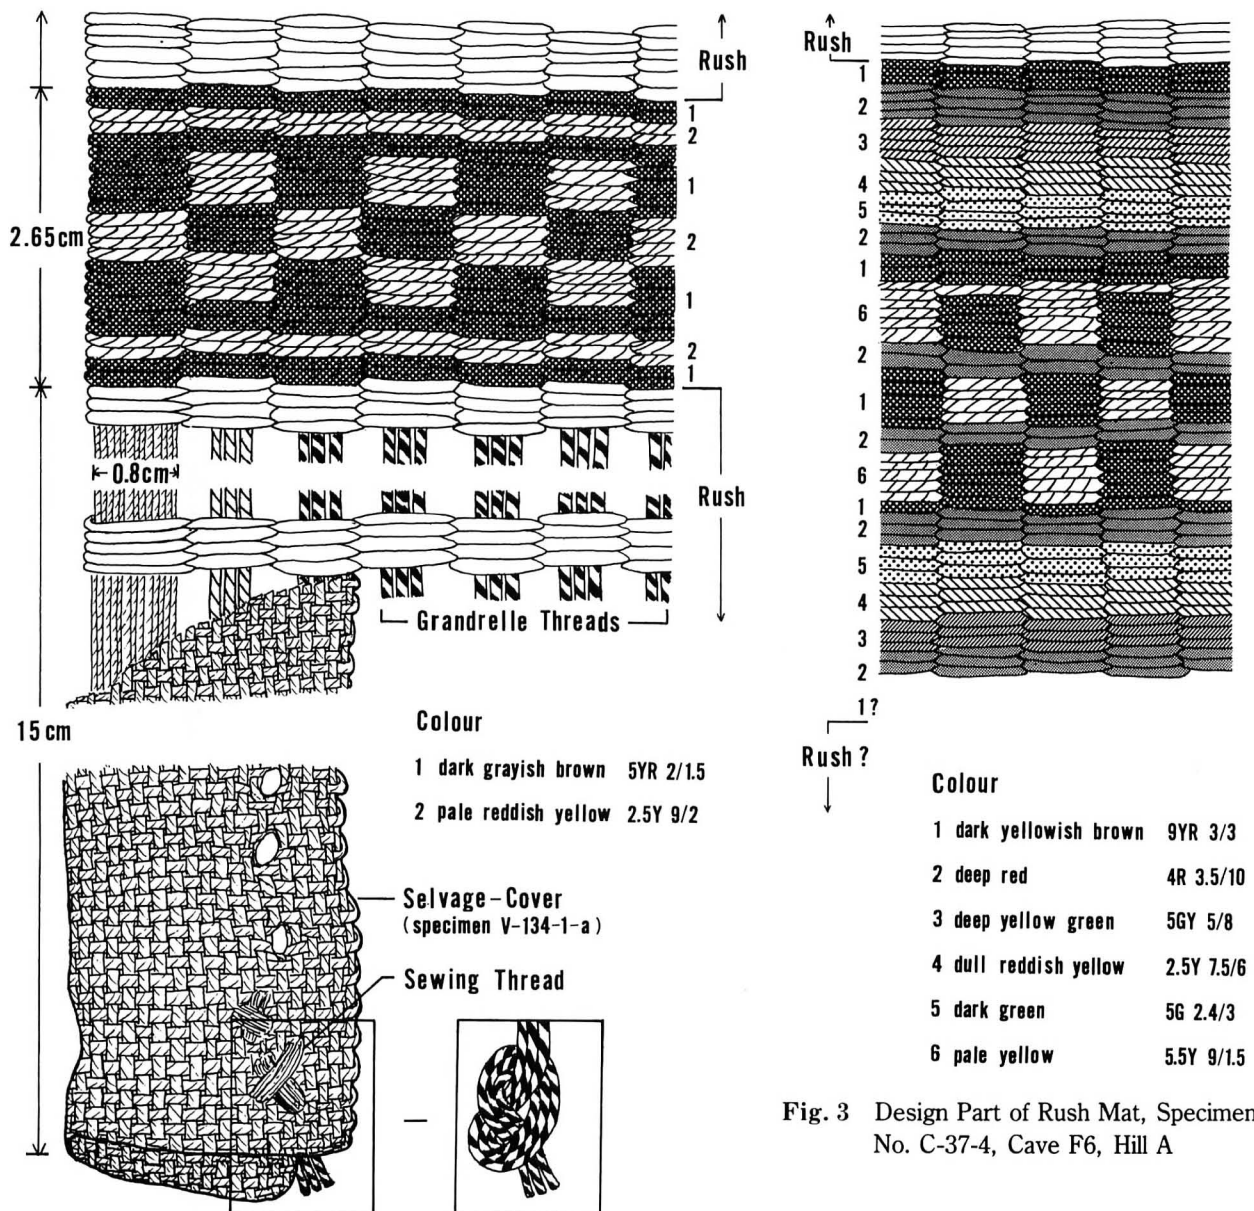 Rush
1
2
1
2
1
2
1
2.65cm
0.8cm
Rush
Grandrelle Threads
15cm
Colour
1 dark grayish brown 5YR 2/1.5
2 pale reddish yellow 2.5Y 9/2
Selvage-Cover
(specimen V-134-1-a)
Sewing Thread
Rush
1
2
3
4
5
2
1
6
2
1
2
6
1
2
5
4
3
2
1?
Rush?
Colour
1 dark yellowish brown 9YR 3/3
2 deep red 4R 3.5/10
3 deep yellow green 5GY 5/8
4 dull reddish yellow 2.5Y 7.5/6
5 dark green 5G 2.4/3
6 pale yellow 5.5Y 9/1.5
Fig. 3 Design Part of Rush Mat, Specimen
No. C-37-4, Cave F6, Hill A